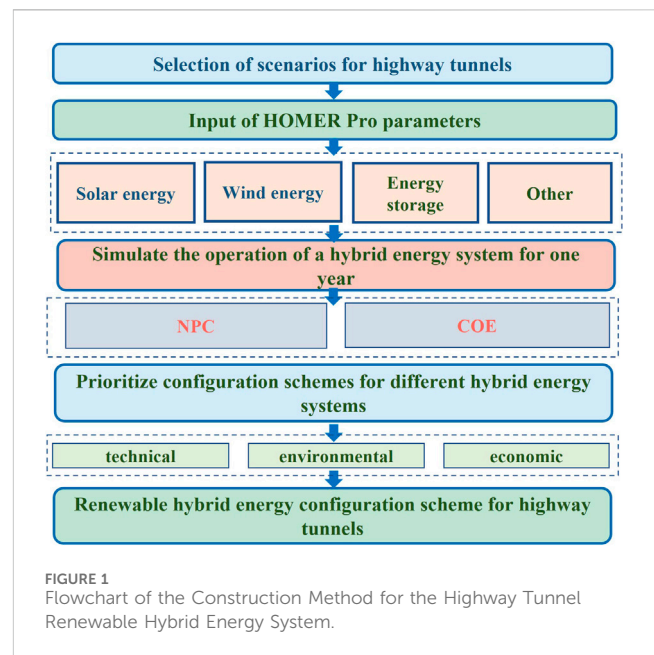 Selection of scenarios for highway tunnels
Input of HOMER Pro parameters
Solar energy
Wind energy
Energy
storage
Other
Simulate the operation of a hybrid energy system for one
year
NPC
COE
Prioritize configuration schemes for different hybrid energy
systems
technical
environmental
economic
Renewable hybrid energy configuration scheme for highway
tunnels
FIGURE 1
Flowchart of the Construction Method for the Highway Tunnel
Renewable Hybrid Energy System.